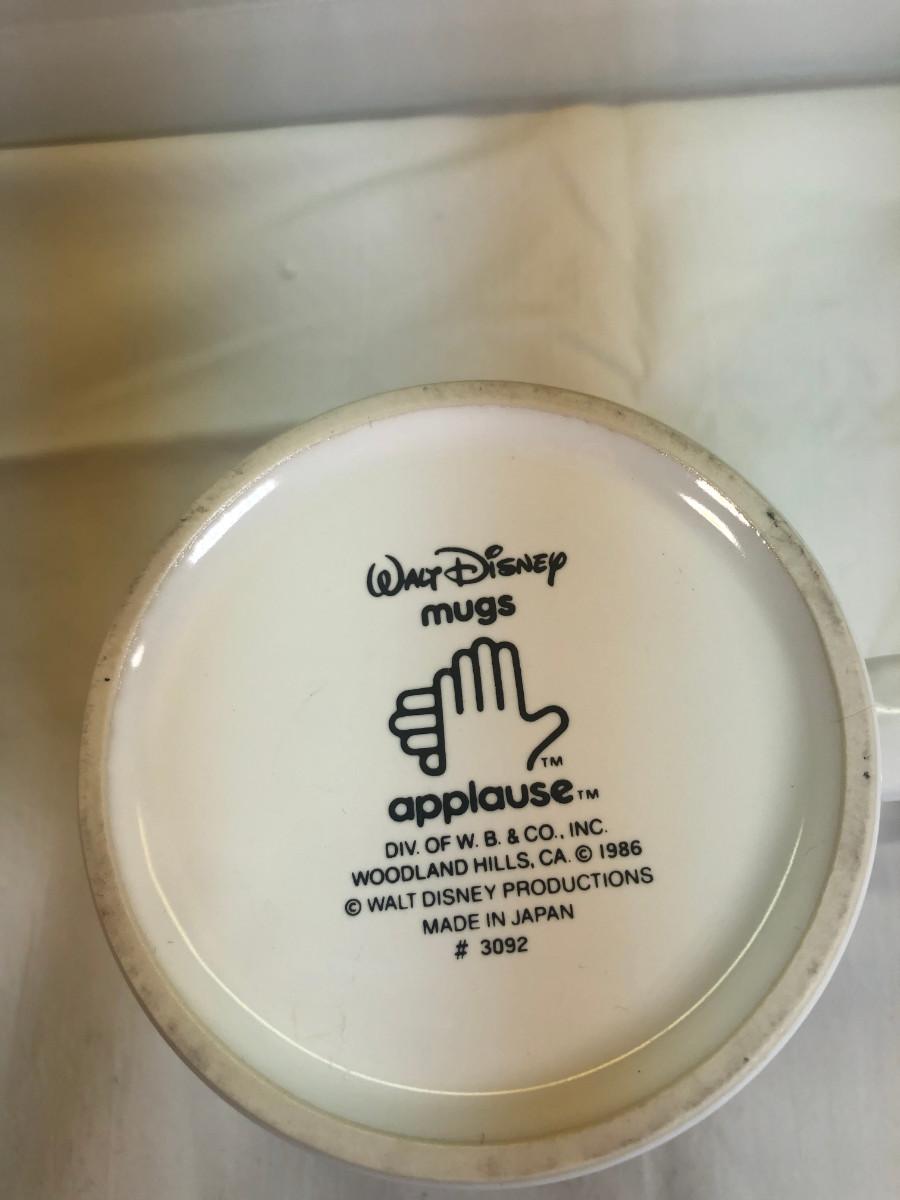 Walt Disney
mugs
TM
applause TM
DIV. OF W. B. & CO., INC.
WOODLAND HILLS, CA. © 1986
© WALT DISNEY PRODUCTIONS
MADE IN JAPAN
# 3092